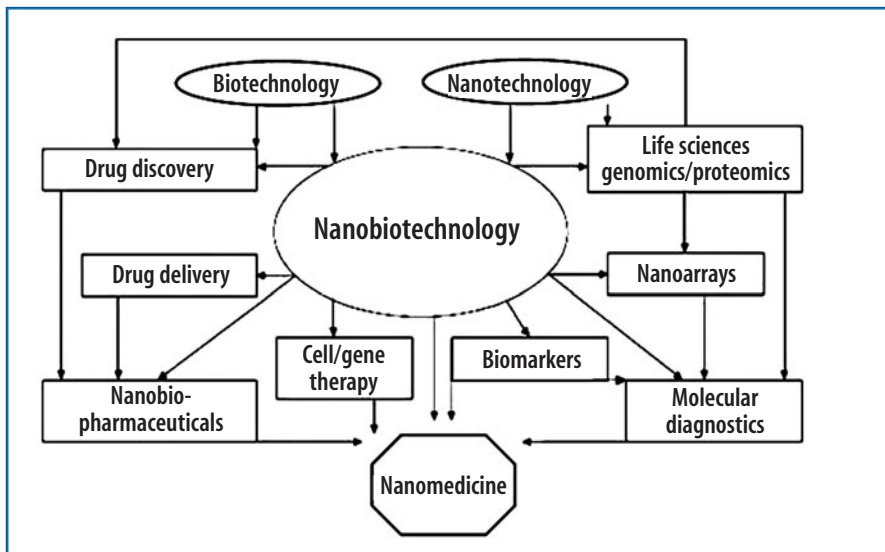 Biotechnology
Nanotechnology
Drug discovery
Life sciences
genomics/proteomics
Nanobiotechnology
Drug delivery
Nanoarrays
Cell/gene
therapy
Biomarkers
Nanobio-
pharmaceuticals
Molecular
diagnostics
Nanomedicine